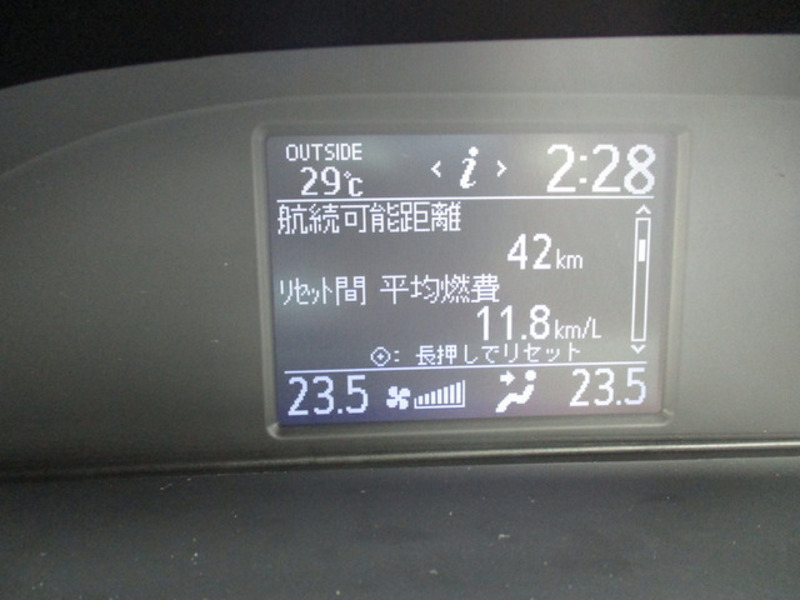 OUTSIDE
29℃
< i >
2:28
航続可能距離
42km
リセット間 平均燃費
11.8km/L
: 長押しでリセット
23.5
23.5